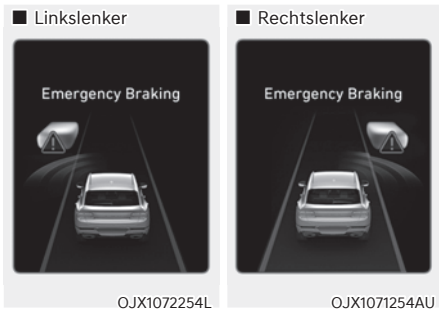 ■ Linkslenker
Emergency Braking
OJX1072254L
■ Rechtslenker
Emergency Braking
OJX1071254AU